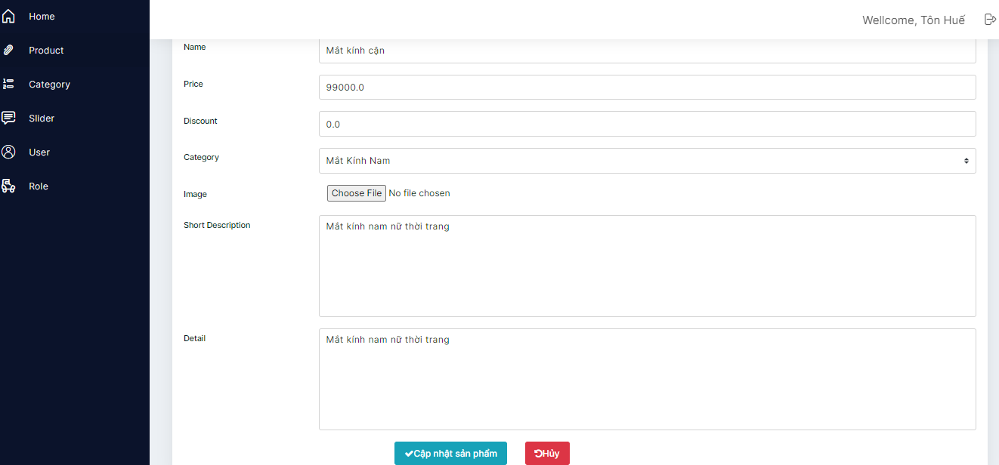 Home
Product
Category
Slider
User
Role
Wellcome, Tôn Huế
Name
Mắt kính cận
Price
99000.0
Discount
0.0
Category
Mắt Kính Nam
Image
Choose File No file chosen
Short Description
Mắt kính nam nữ thời trang
Detail
Mắt kính nam nữ thời trang
Cập nhật sản phẩm
Hủy